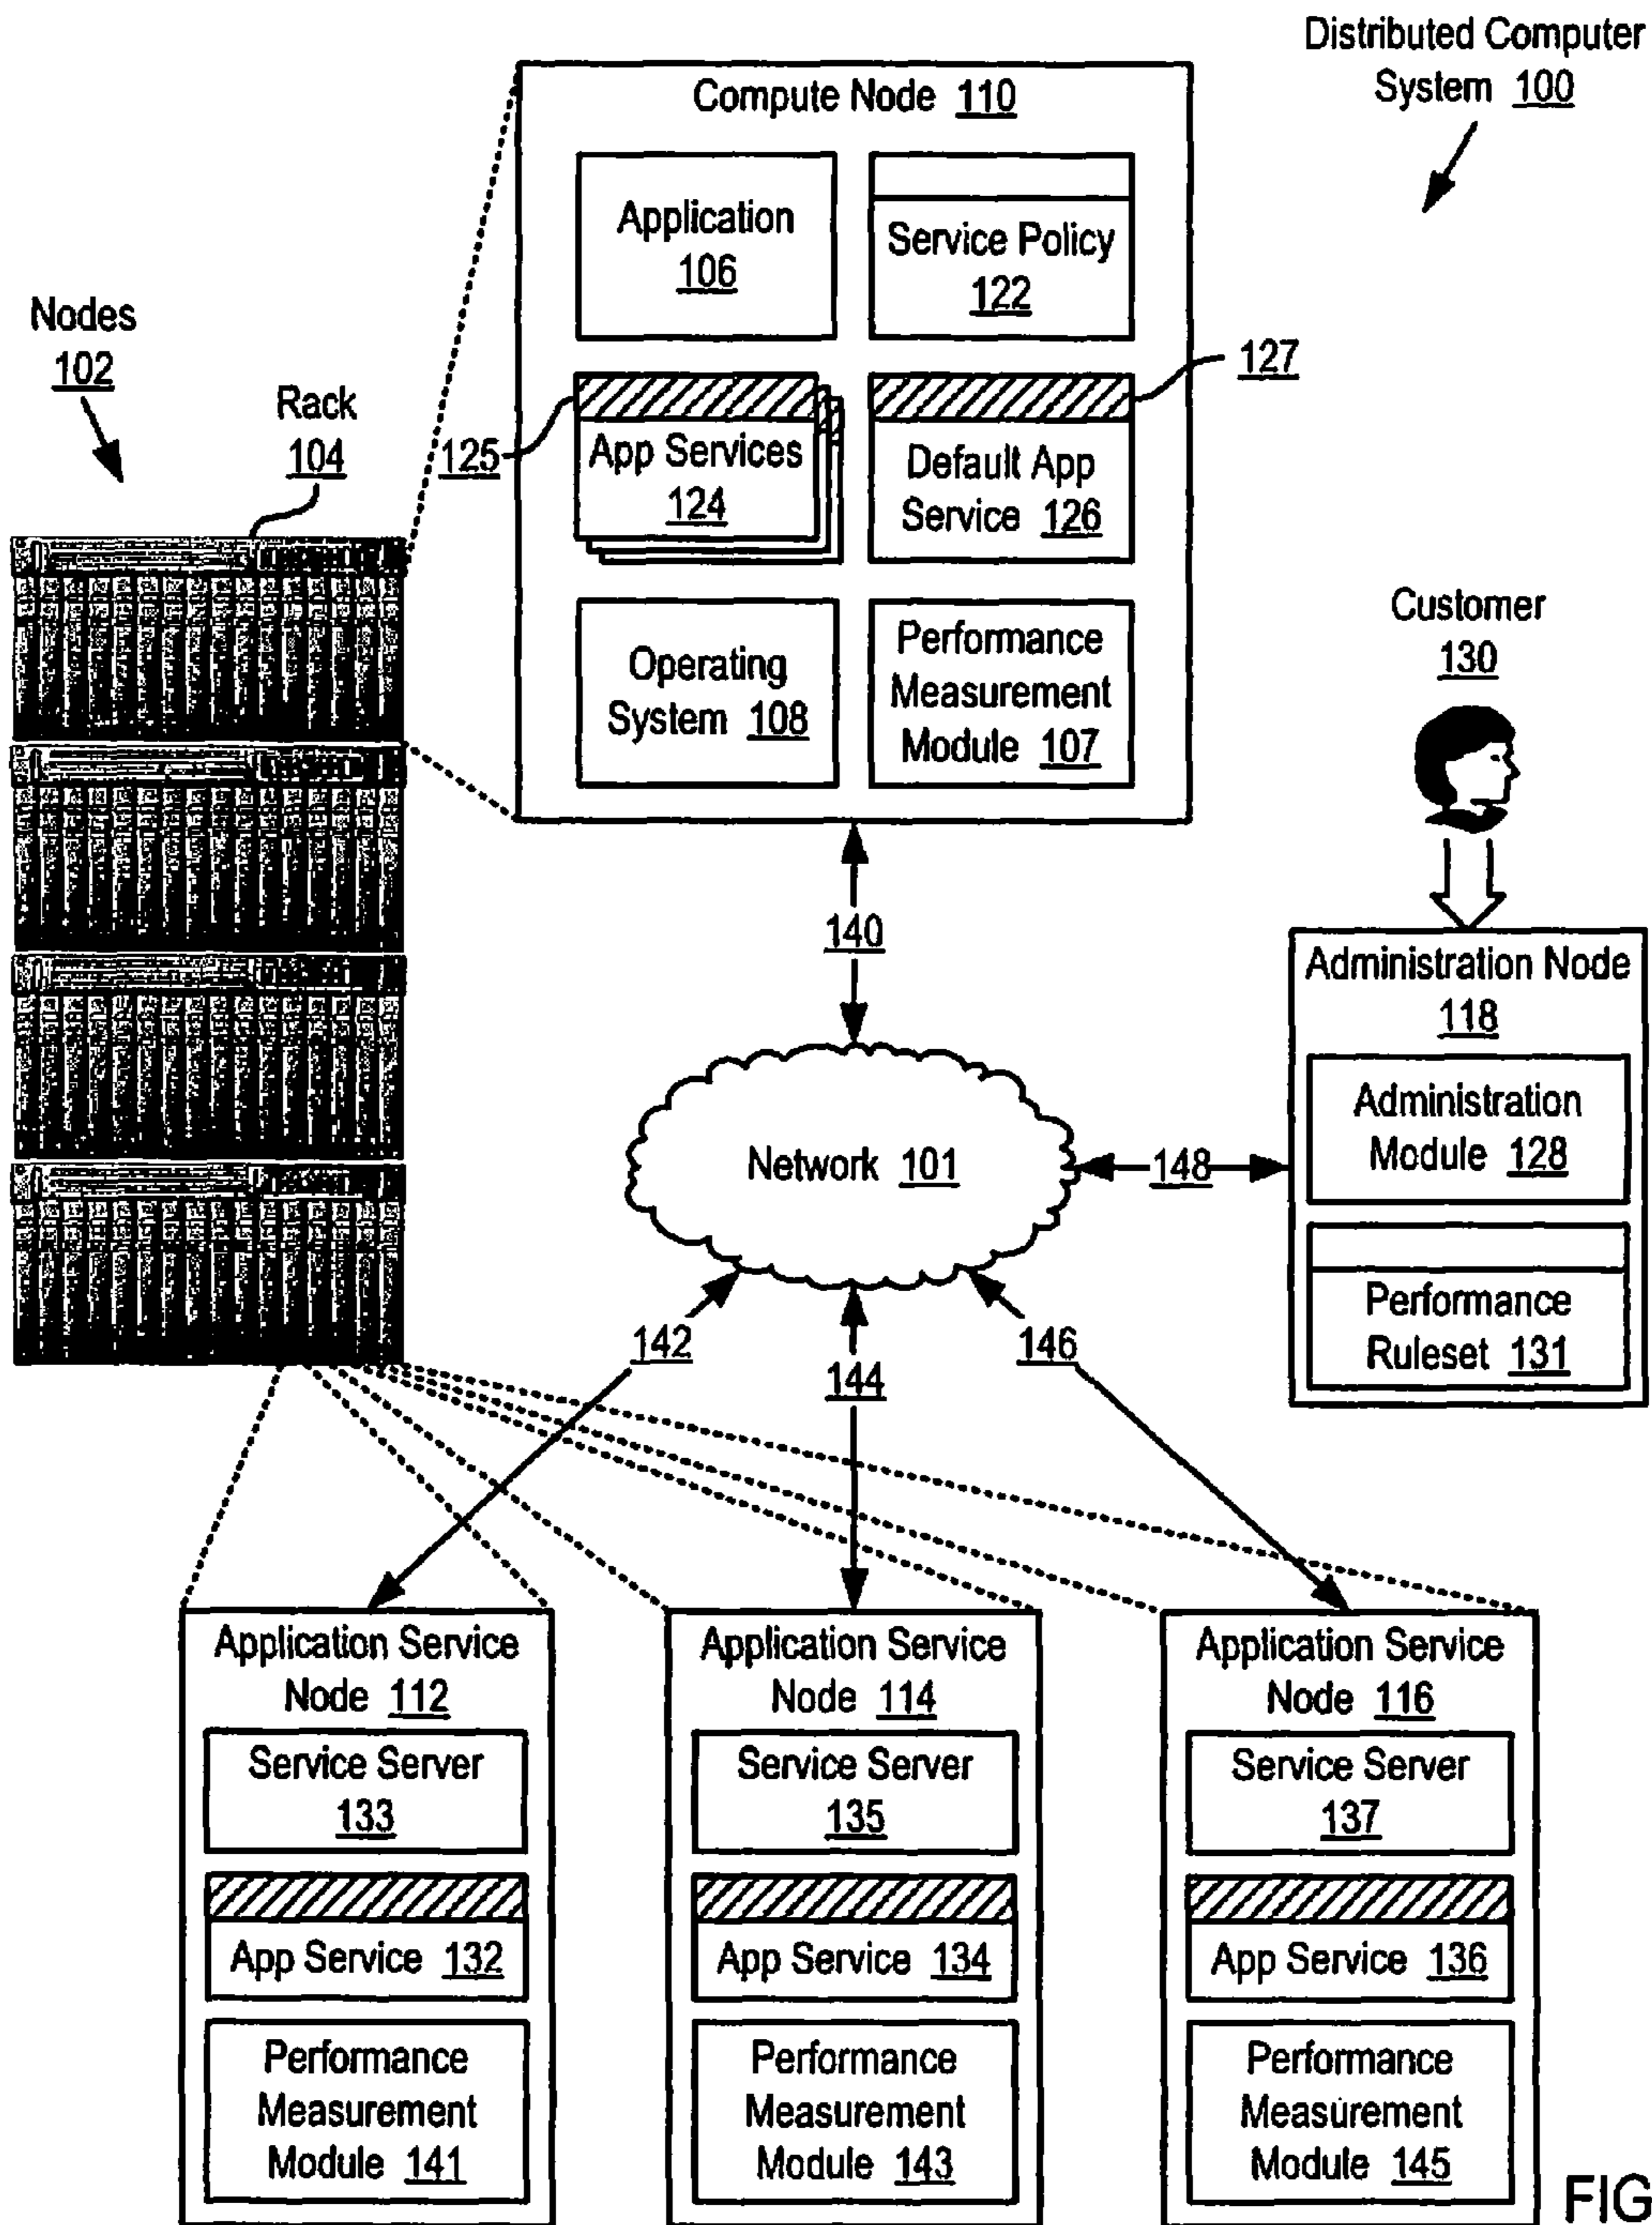 Distributed Computer
System 100
Compute Node 110
Application
106
Service Policy
122
Nodes
102
Rack
104
127
125
App Services
124
Default App
Service 126
Operating
System 108
Performance
Measurement
Module 107
Customer
130
140
Administration Node
118
Administration
Module 128
Network 101
148
Performance
Ruleset 131
142
144
146
Application Service
Node 112
Service Server
133
App Service 132
Performance
Measurement
Module 141
Application Service
Node 114
Service Server
135
App Service 134
Performance
Measurement
Module 143
Application Service
Node 116
Service Server
137
App Service 136
Performance
Measurement
Module 145
FIG